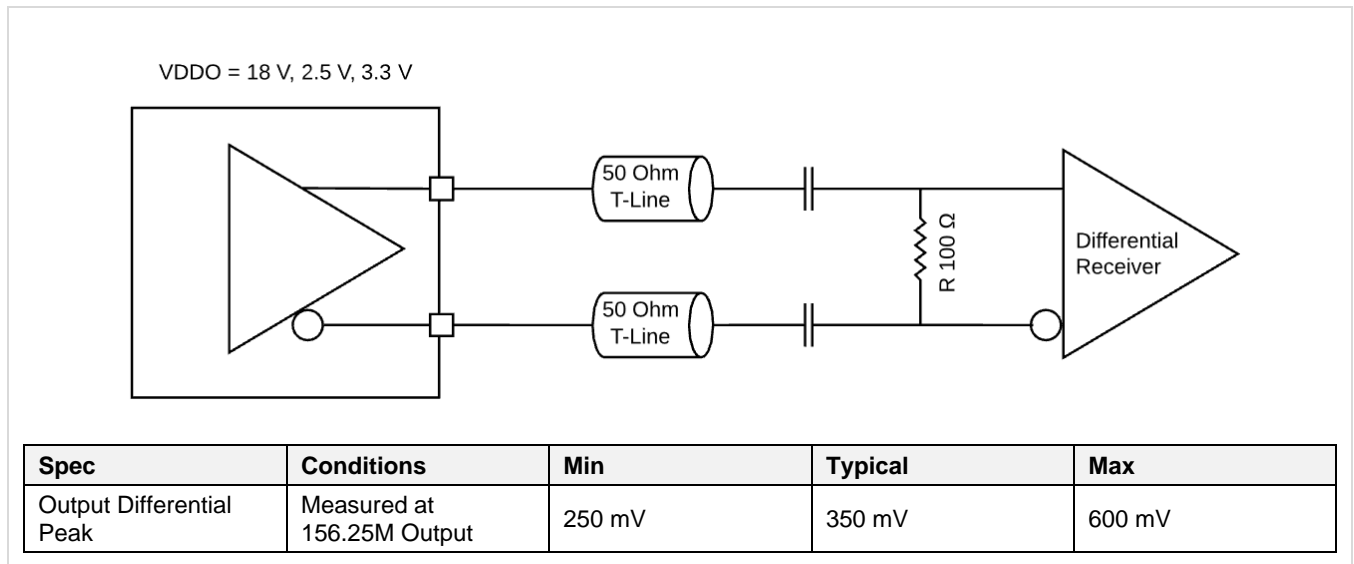 VDDO = 18 V, 2.5 V, 3.3 V
50 Ohm
T-Line
R 100 Ω
Differential
Receiver
50 Ohm
T-Line
Spec Conditions Min Typical Max
Output Differential
Peak
Measured at
156.25M Output
250 mV 350 mV 600 mV